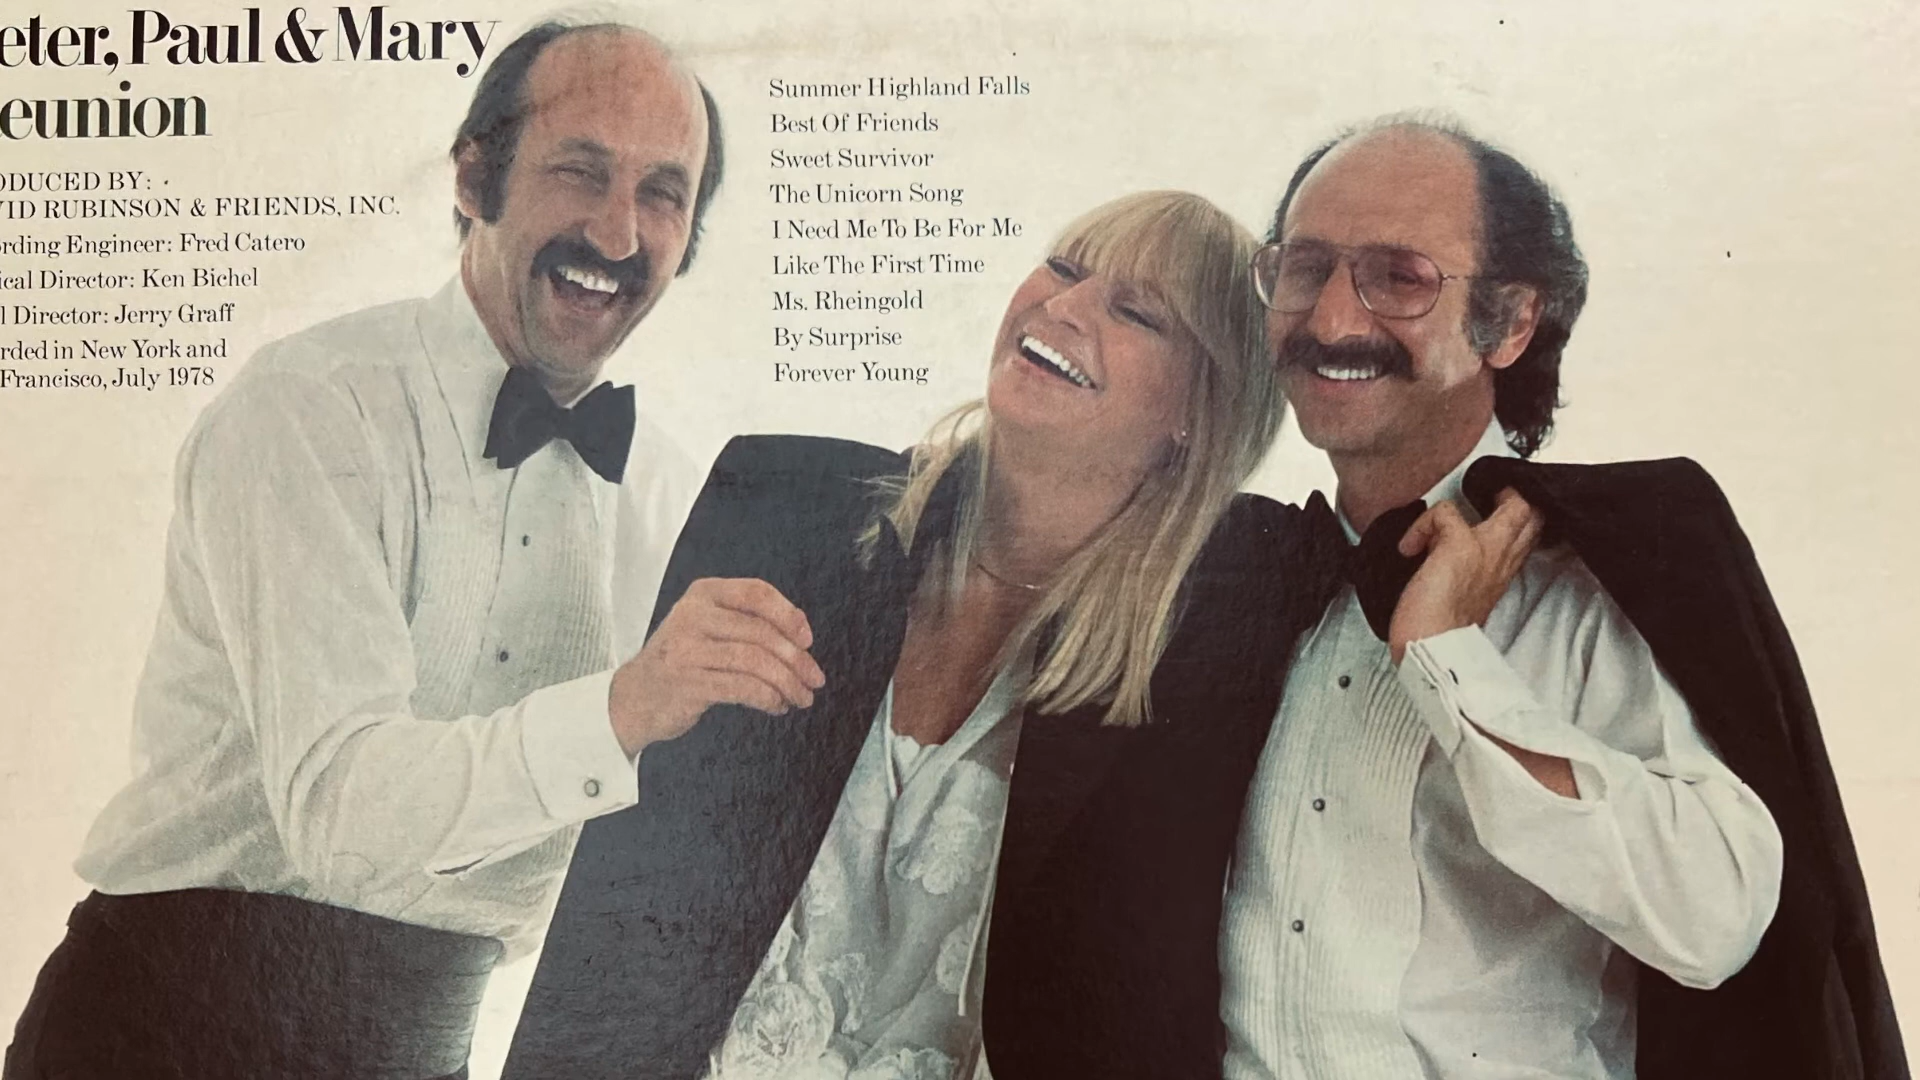 eter, Paul & Mary
eunion
ODUCED BY:
VID RUBINSON & FRIENDS, INC.
ording Engineer: Fred Catero
ical Director: Ken Bichel
l Director: Jerry Graff
rded in New York and
Francisco, July 1978
Summer Highland Falls
Best Of Friends
Sweet Survivor
The Unicorn Song
I Need Me To Be For Me
Like The First Time
Ms. Rheingold
By Surprise
Forever Young